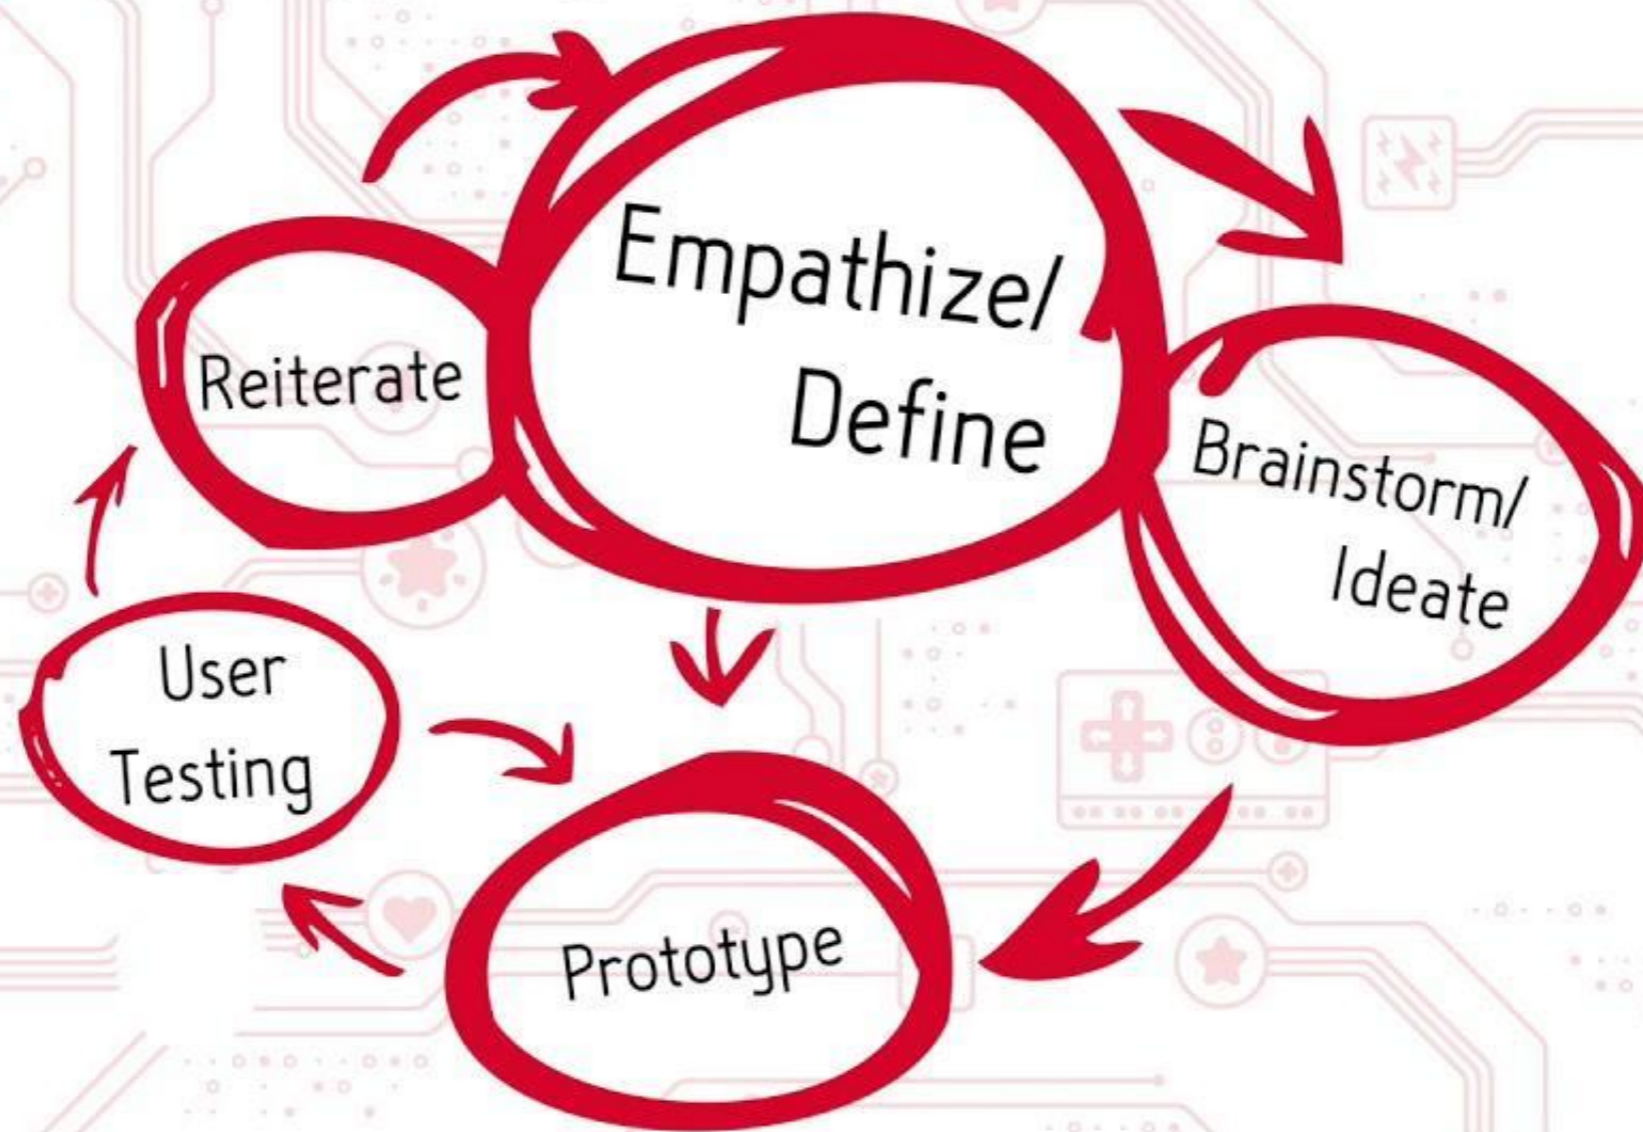 Empathize/
Define
Brainstorm/
Ideate
Prototype
User
Testing
Reiterate